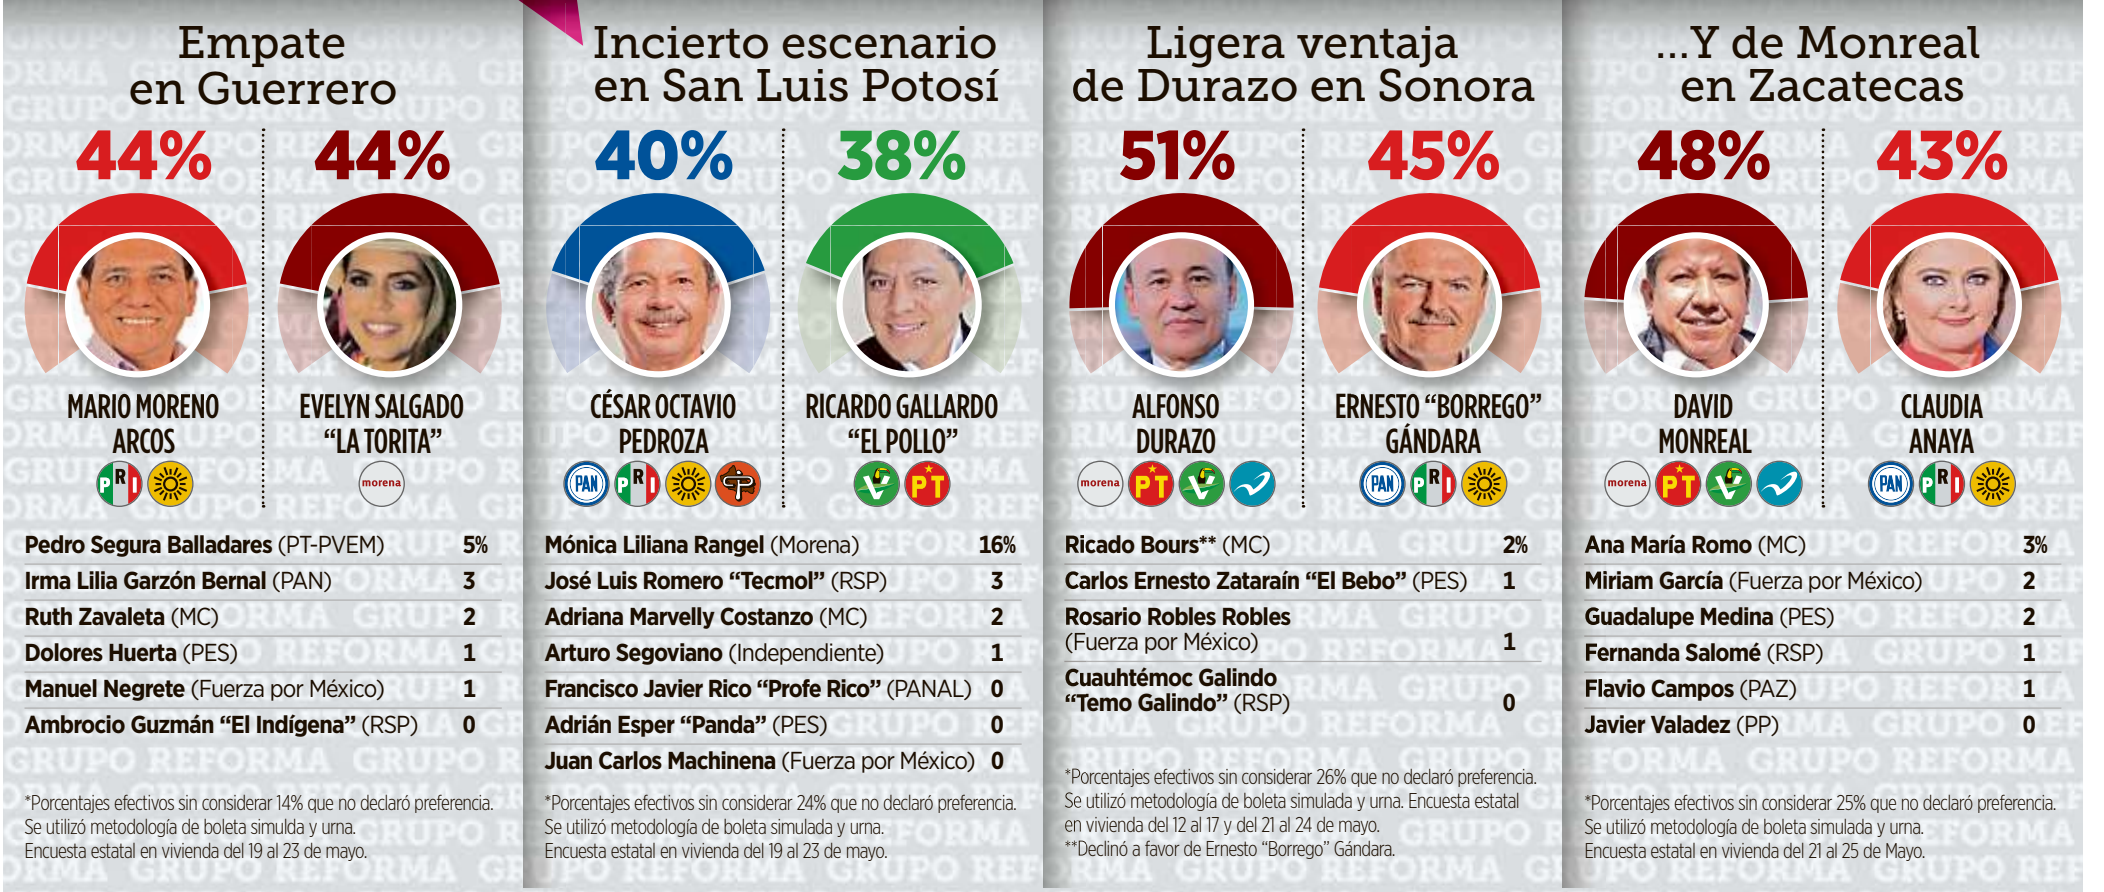 Empate
en Guerrero
44%
44%
MARIO MORENO
ARCOS
EVELYN SALGADO
“LA TORITA”
PRI
morena
Pedro Segura Balladares (PT-PVEM) 5%
Irma Lilia Garzón Bernal (PAN) 3
Ruth Zavaleta (MC) 2
Dolores Huerta (PES) 1
Manuel Negrete (Fuerza por México) 1
Ambrocio Guzmán “El Indígena” (RSP) 0
*Porcentajes efectivos sin considerar 14% que no declaró preferencia.
Se utilizó metodología de boleta simulda y urna.
Encuesta estatal en vivienda del 19 al 23 de mayo.
Incierto escenario
en San Luis Potosí
40%
38%
CÉSAR OCTAVIO
PEDROZA
RICARDO GALLARDO
“EL POLLO”
PAN PRI
V PT
Mónica Liliana Rangel (Morena) 16%
José Luis Romero “Tecmol” (RSP) 3
Adriana Marvelly Costanzo (MC) 2
Arturo Segoviano (Independiente) 1
Francisco Javier Rico “Profe Rico” (PANAL) 0
Adrián Esper “Panda” (PES) 0
Juan Carlos Machinena (Fuerza por México) 0
*Porcentajes efectivos sin considerar 24% que no declaró preferencia.
Se utilizó metodología de boleta simulada y urna.
Encuesta estatal en vivienda del 19 al 23 de mayo.
Ligera ventaja
de Durazo en Sonora
51%
45%
ALFONSO
DURAZO
ERNESTO “BORREGO”
GÁNDARA
morena PT V
PAN PRI
Ricado Bours** (MC) 2%
Carlos Ernesto Zataraín “El Bebo” (PES) 1
Rosario Robles Robles
(Fuerza por México) 1
Cuauhtémoc Galindo
“Temo Galindo” (RSP) 0
*Porcentajes efectivos sin considerar 26% que no declaró preferencia.
Se utilizó metodología de boleta simulada y urna. Encuesta estatal
en vivienda del 12 al 17 y del 21 al 24 de mayo.
**Declinó a favor de Ernesto “Borrego” Gándara.
...Y de Monreal
en Zacatecas
48%
43%
DAVID
MONREAL
CLAUDIA
ANAYA
morena PT V
PAN PRI
Ana María Romo (MC) 3%
Miriam García (Fuerza por México) 2
Guadalupe Medina (PES) 2
Fernanda Salomé (RSP) 1
Flavio Campos (PAZ) 1
Javier Valadez (PP) 0
*Porcentajes efectivos sin considerar 25% que no declaró preferencia.
Se utilizó metodología de boleta simulada y urna.
Encuesta estatal en vivienda del 21 al 25 de Mayo.
GRUPO REFORMA